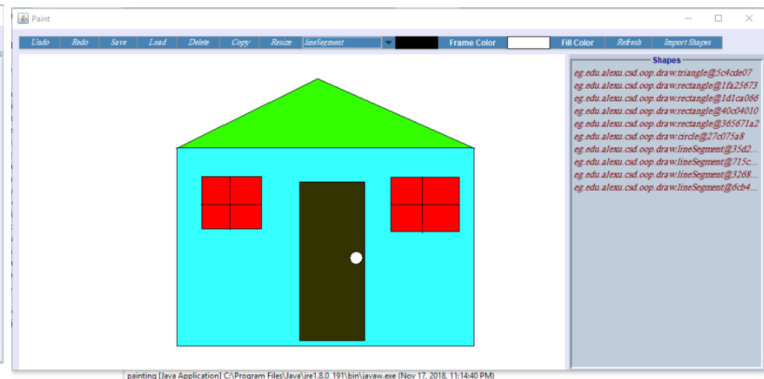 Paint
Undo Redo Save Load Delete Copy Resize lineSegment Frame Color Fill Color Refresh Import Shapes
Shapes
eg.edu.alexu.csd.oop.draw.triangle@5c4cde07
eg.edu.alexu.csd.oop.draw.rectangle@1fa25673
eg.edu.alexu.csd.oop.draw.rectangle@1d1ca066
eg.edu.alexu.csd.oop.draw.rectangle@40c04010
eg.edu.alexu.csd.oop.draw.rectangle@365671a2
eg.edu.alexu.csd.oop.draw.circle@27c075a8
eg.edu.alexu.csd.oop.draw.lineSegment@35d2...
eg.edu.alexu.csd.oop.draw.lineSegment@715c...
eg.edu.alexu.csd.oop.draw.lineSegment@3268...
eg.edu.alexu.csd.oop.draw.lineSegment@6cb4...
painting [Java Application] C:\Program Files\Java\jre1.8.0_191\bin\javaw.exe (Nov 17, 2018, 11:14:40 PM)